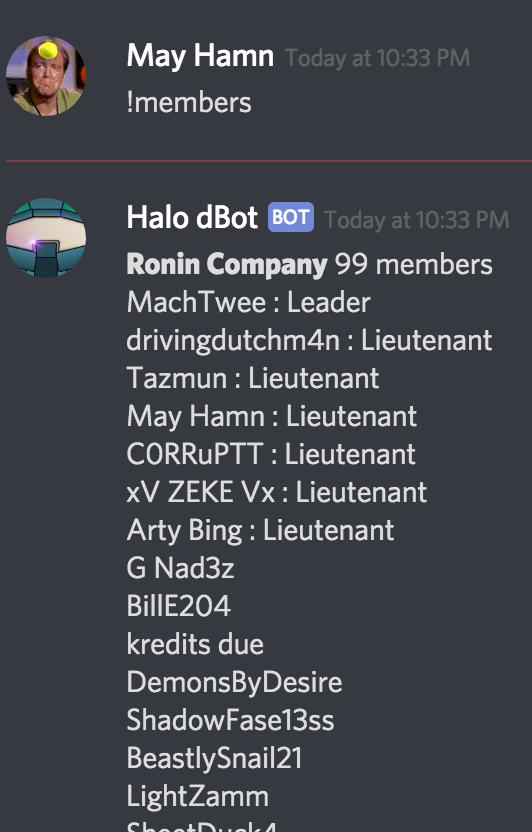 May Hamn Today at 10:33 PM
!members
Halo dBot BOT Today at 10:33 PM
Ronin Company 99 members
MachTwee : Leader
drivingdutchm4n : Lieutenant
Tazmun : Lieutenant
May Hamn : Lieutenant
C0RRuPTT : Lieutenant
xV ZEKE Vx : Lieutenant
Arty Bing : Lieutenant
G Nad3z
BillE204
kredits due
DemonsByDesire
ShadowFase13ss
BeastlySnail21
LightZamm